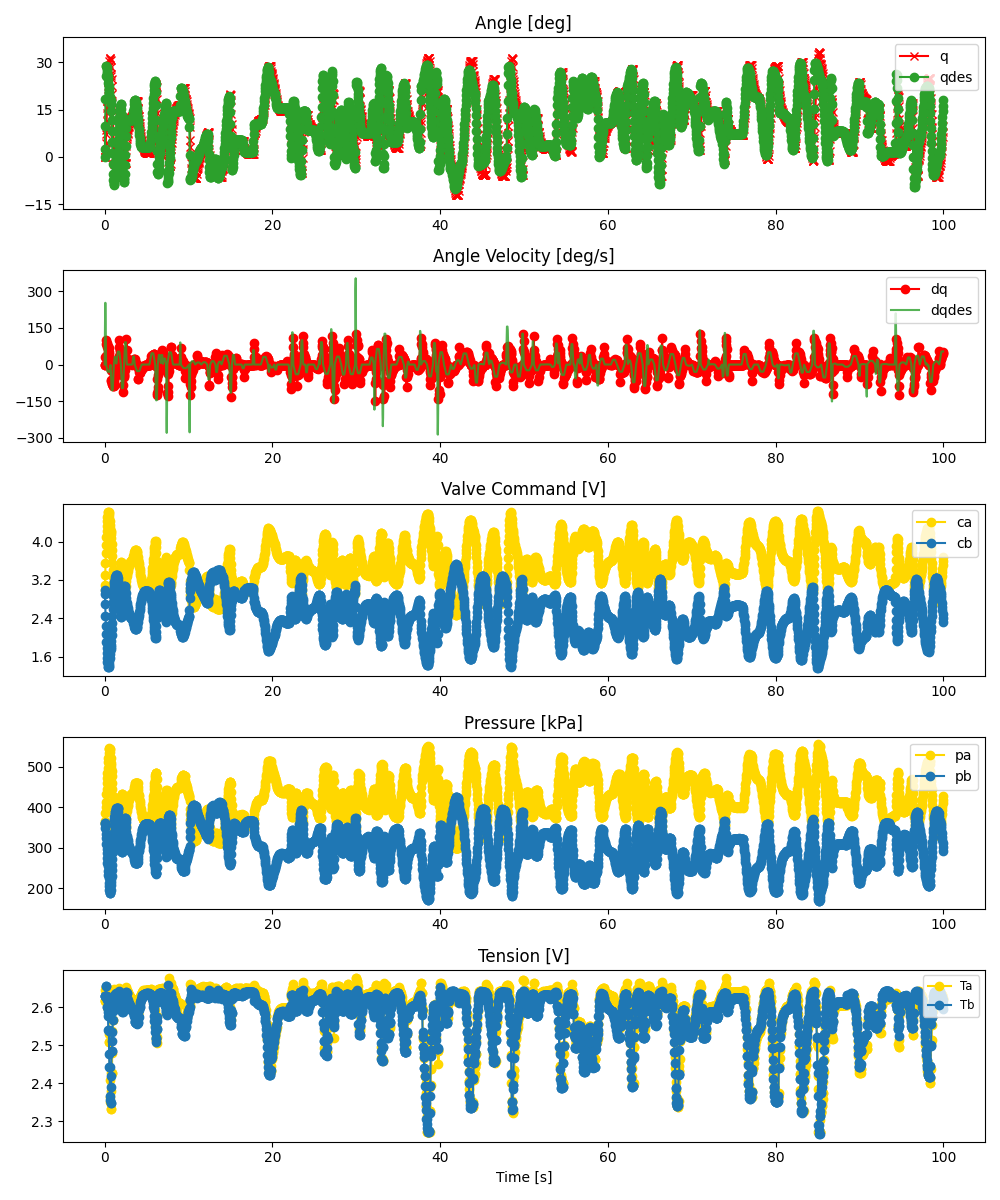 Angle [deg]
30
15
0
−15
q
qdes
0 20 40 60 80 100
Angle Velocity [deg/s]
300
150
0
−150
−300
dq
dqdes
0 20 40 60 80 100
Valve Command [V]
4.0
3.2
2.4
1.6
ca
cb
0 20 40 60 80 100
Pressure [kPa]
500
400
300
200
pa
pb
0 20 40 60 80 100
Tension [V]
2.6
2.5
2.4
2.3
Ta
Tb
0 20 40 60 80 100
Time [s]